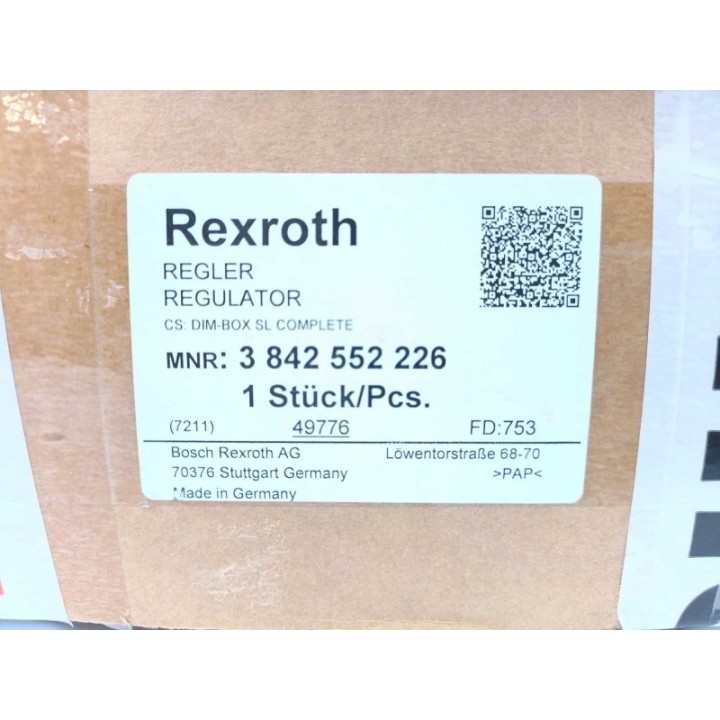 Rexroth
REGLER
REGULATOR
CS: DIM-BOX SL COMPLETE
MNR: 3 842 552 226
1 Stück/Pcs.
(7211) 49776 FD:753
Bosch Rexroth AG Löwentorstraße 68-70
70376 Stuttgart Germany >PAP<
*Made in Germany